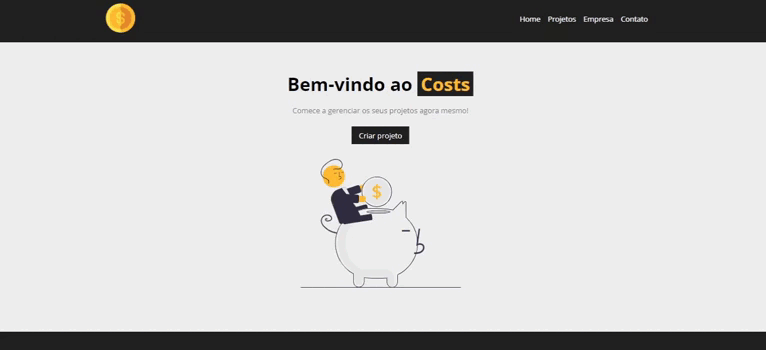 $
Home Projetos Empresa Contato
Bem-vindo ao Costs
Comece a gerenciar os seus projetos agora mesmo!
Criar projeto
$